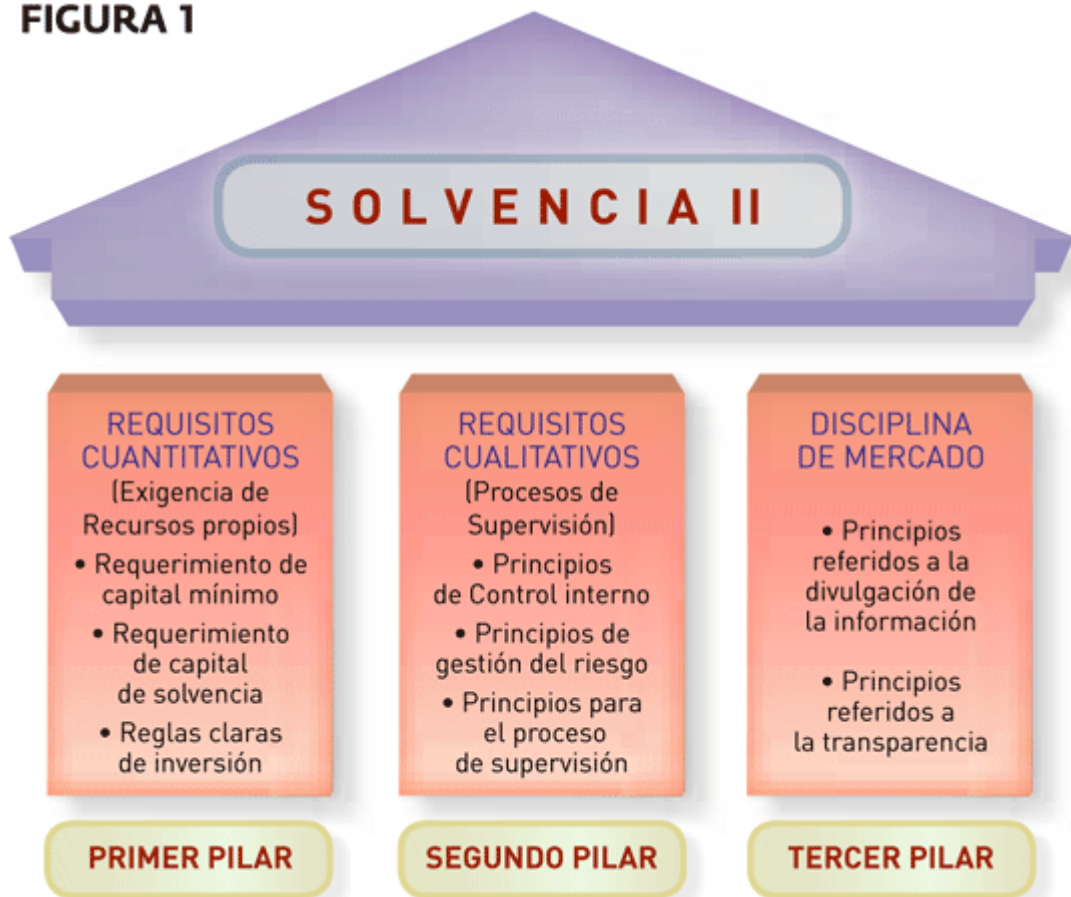 FIGURA 1
SOLVENCIA II
REQUISITOS
CUANTITATIVOS
(Exigencia de
Recursos propios)
• Requerimiento de
capital mínimo
• Requerimiento
de capital
de solvencia
• Reglas claras
de inversión
PRIMER PILAR
REQUISITOS
CUALITATIVOS
(Procesos de
Supervisión)
• Principios
de Control interno
• Principios de
gestión del riesgo
• Principios para
el proceso
de supervisión
SEGUNDO PILAR
DISCIPLINA
DE MERCADO
• Principios
referidos a la
divulgación de
la información
• Principios
referidos a
la transparencia
TERCER PILAR